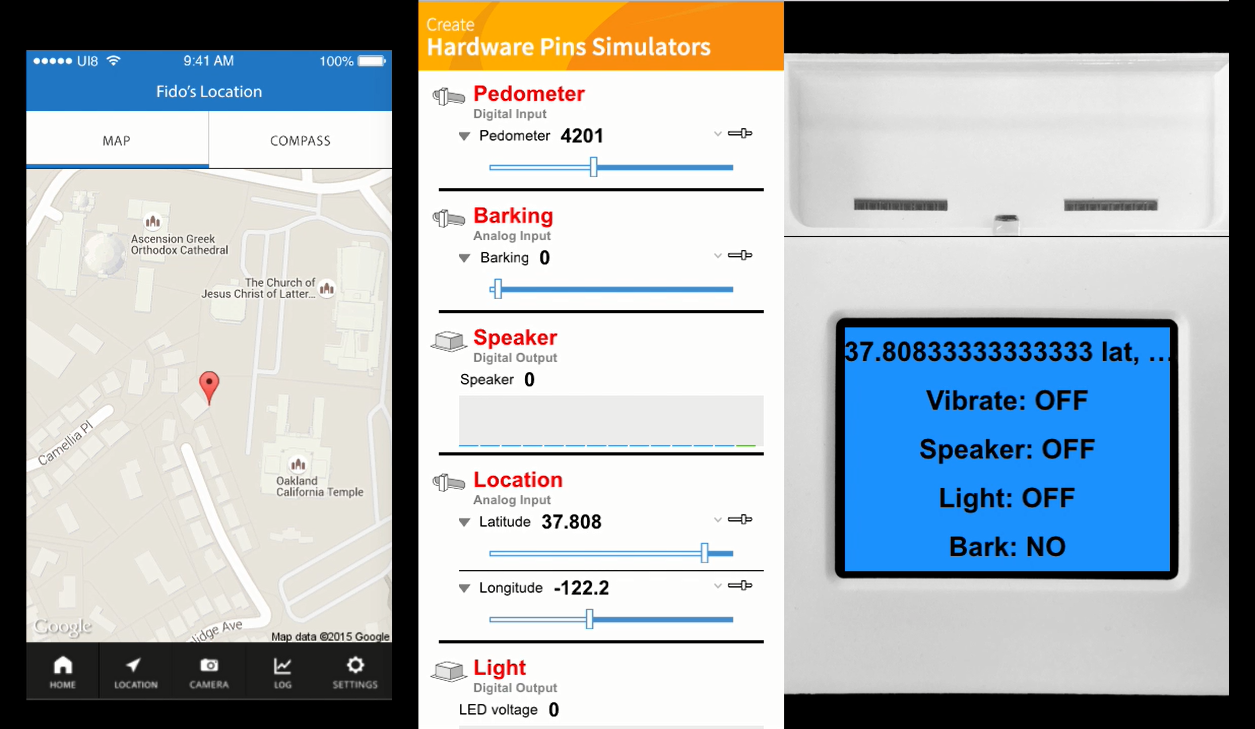 ●●●●● UI8 9:41 AM 100%
Fido's Location
MAP COMPASS
Ascension Greek
Orthodox Cathedral
The Church of
Jesus Christ of Latter...
Camellia Pl
Oakland
California Temple
lidge Ave
Google
Map data ©2015 Google
HOME LOCATION CAMERA LOG SETTINGS
Create
Hardware Pins Simulators
Pedometer
Digital Input
Pedometer 4201
Barking
Analog Input
Barking 0
Speaker
Digital Output
Speaker 0
Location
Analog Input
Latitude 37.808
Longitude -122.2
Light
Digital Output
LED voltage 0
37.80833333333333 lat, ...
Vibrate: OFF
Speaker: OFF
Light: OFF
Bark: NO